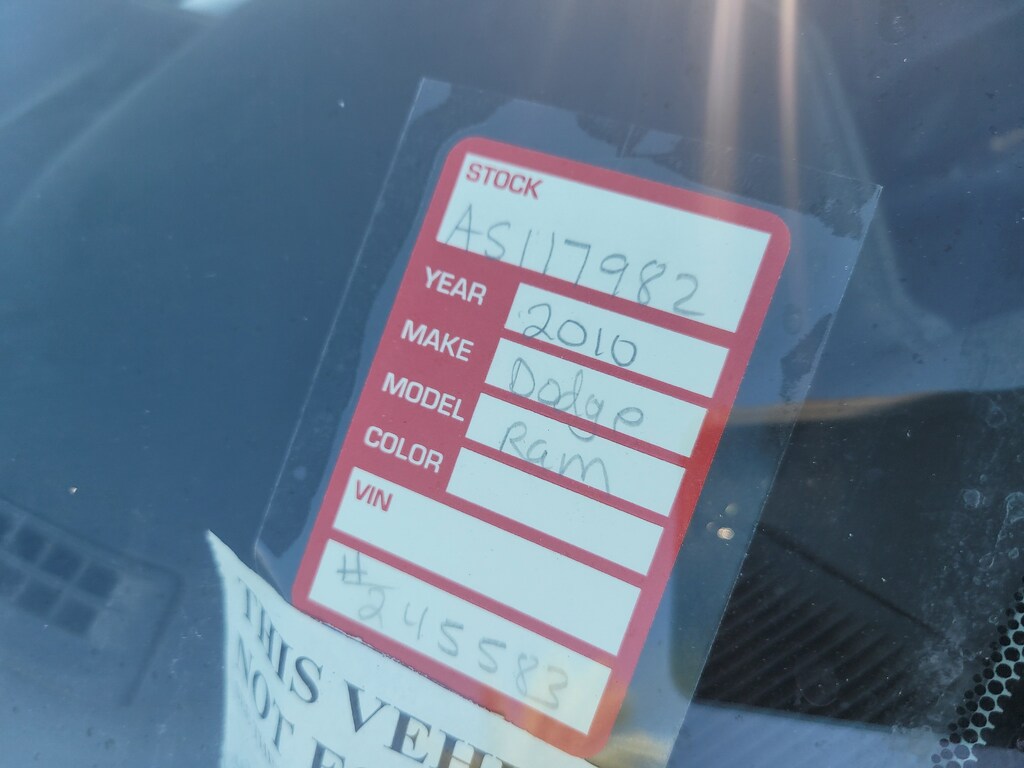 STOCK
AS117982
YEAR 2010
MAKE Dodge
MODEL Ram
COLOR
VIN
# 245583
THIS VEH
NOT